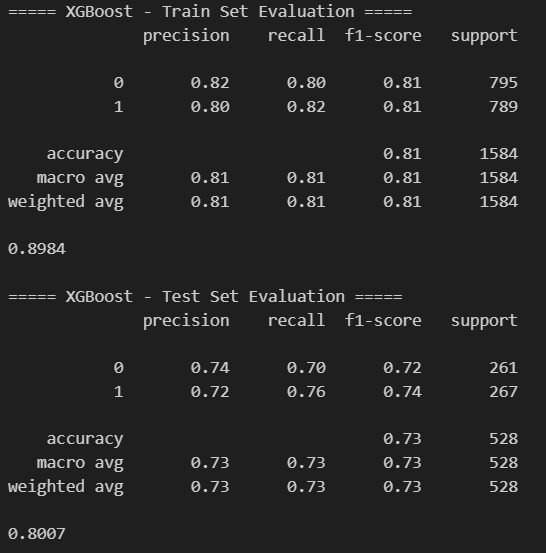 ===== XGBoost - Train Set Evaluation =====
              precision    recall  f1-score   support

           0       0.82      0.80      0.81       795
           1       0.80      0.82      0.81       789

    accuracy                           0.81      1584
   macro avg       0.81      0.81      0.81      1584
weighted avg       0.81      0.81      0.81      1584

0.8984

===== XGBoost - Test Set Evaluation =====
              precision    recall  f1-score   support

           0       0.74      0.70      0.72       261
           1       0.72      0.76      0.74       267

    accuracy                           0.73       528
   macro avg       0.73      0.73      0.73       528
weighted avg       0.73      0.73      0.73       528

0.8007